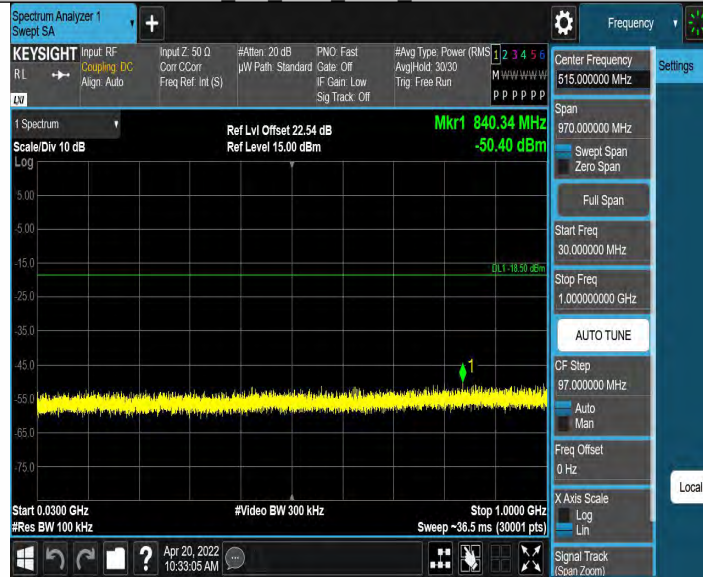 Spectrum Analyzer 1
Swept SA
+
Frequency
KEYSIGHT
RL
LXI
Input: RF
Coupling: DC
Align: Auto
Input Z: 50 Ω
Corr CCorr
Freq Ref: Int (S)
#Atten: 20 dB
µW Path: Standard
PNO: Fast
Gate: Off
IF Gain: Low
Sig Track: Off
#Avg Type: Power (RMS
Avg|Hold: 30/30
Trig: Free Run
1 2 3 4 5 6
M W W W W W
P P P P P P
Settings
1 Spectrum
Scale/Div 10 dB
Log
Ref Lvl Offset 22.54 dB
Ref Level 15.00 dBm
Mkr1 840.34 MHz
-50.40 dBm
5.00
-5.00
-15.0
DL1 -18.50 dBm
-25.0
-35.0
-45.0
1
-55.0
-65.0
-75.0
Start 0.0300 GHz
#Res BW 100 kHz
#Video BW 300 kHz
Stop 1.0000 GHz
Sweep ~36.5 ms (30001 pts)
?
Apr 20, 2022
10:33:05 AM
Center Frequency
515.000000 MHz
Span
970.000000 MHz
Swept Span
Zero Span
Full Span
Start Freq
30.000000 MHz
Stop Freq
1.000000000 GHz
AUTO TUNE
CF Step
97.000000 MHz
Auto
Man
Freq Offset
0 Hz
X Axis Scale
Log
Lin
Signal Track
(Span Zoom)
Local